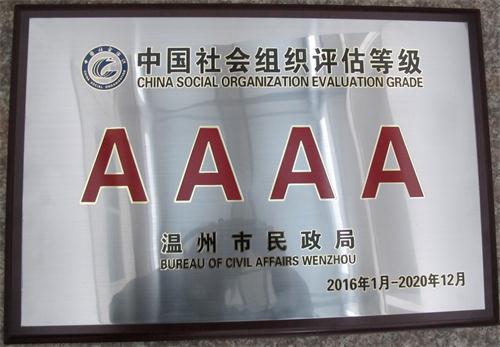 中国社会组织评估等级
CHINA SOCIAL ORGANIZATION EVALUATION GRADE
AAAA
温州市民政局
BUREAU OF CIVIL AFFAIRS WENZHOU
2016年1月-2020年12月